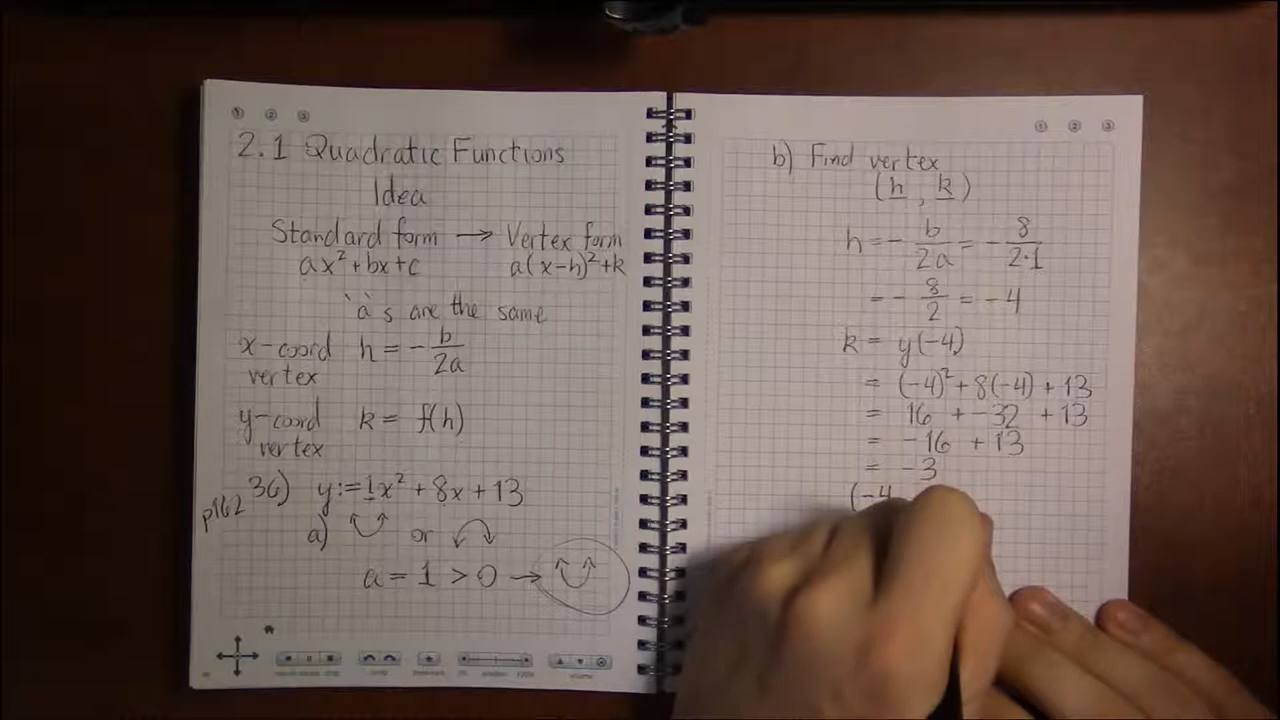 2.1 Quadratic Functions
Idea
Standard form → Vertex form
ax²+bx+c a(x-h)²+k
`a`s are the same
x-coord h = - b/2a
vertex
y-coord k = f(h)
vertex
p162 36) y:=1x²+8x+13
a) or
a = 1 > 0 →
b) Find vertex
(h, k)
h = - b/2a = - 8/2·1
= - 8/2 = -4
k = y(-4)
= (-4)²+8(-4)+13
= 16 + -32 +13
= -16 +13
= -3
(-4